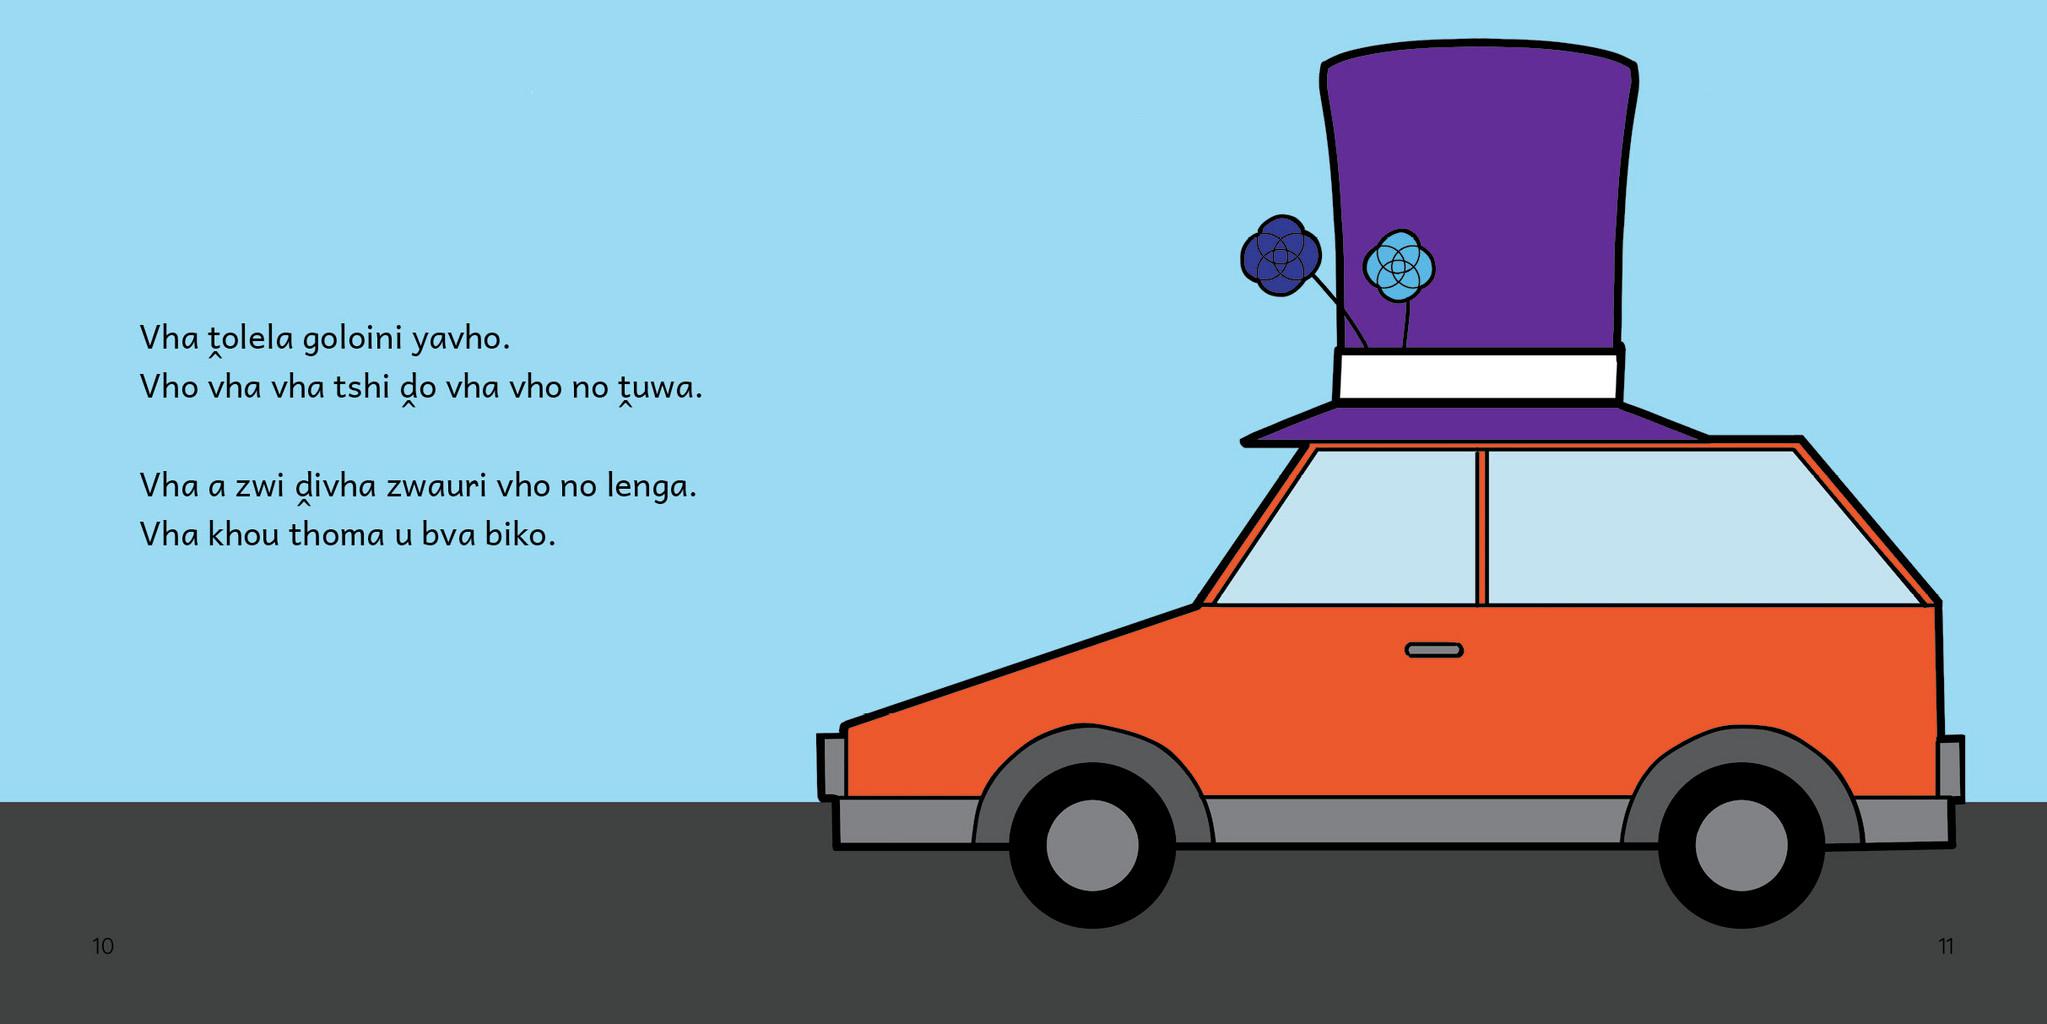 Vha ṱolela goloini yavho.
Vho vha vha tshi ḓo vha vho no ṱuwa.
Vha a zwi ḓivha zwauri vho no lenga.
Vha khou thoma u bva biko.
10
11